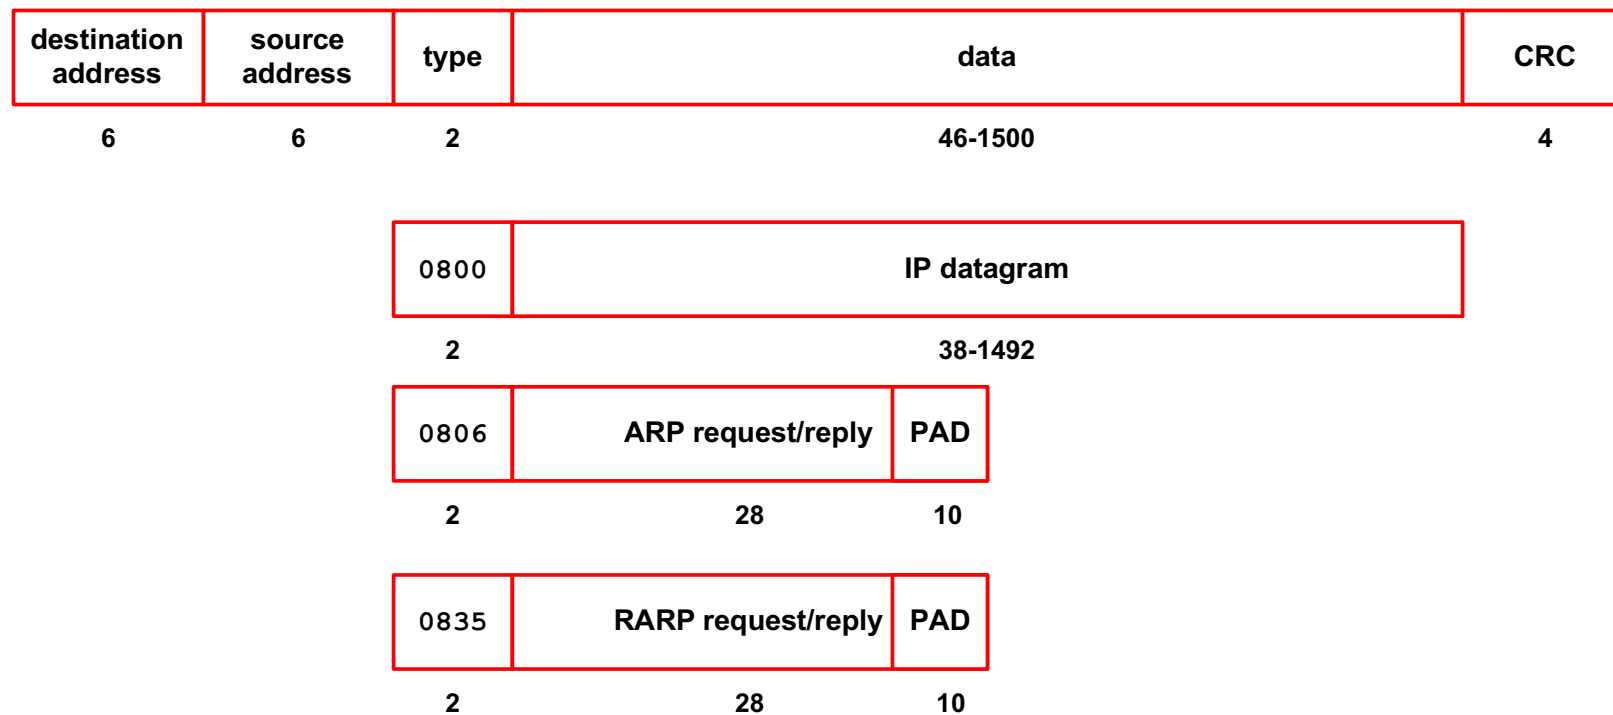 destination address source address type data CRC
6 6 2 46-1500 4
0800 IP datagram
2 38-1492
0806 ARP request/reply PAD
2 28 10
0835 RARP request/reply PAD
2 28 10